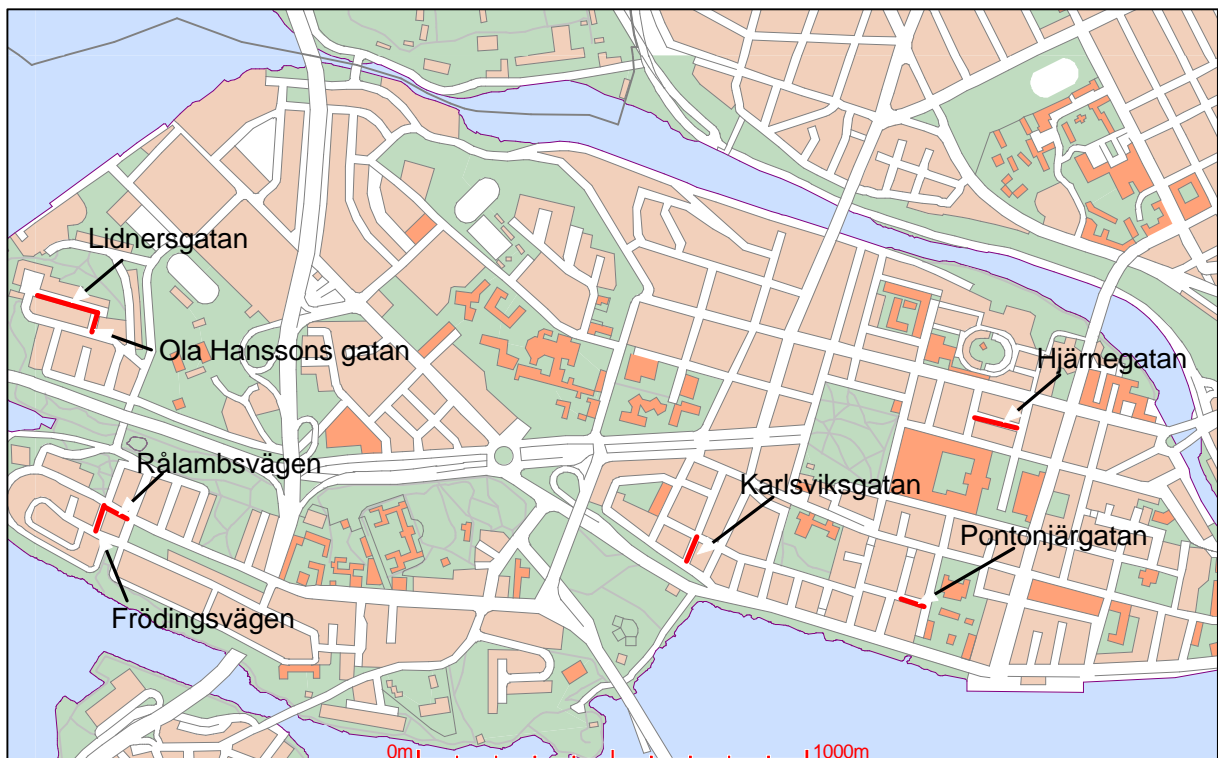 Lidnersgatan
Ola Hanssons gatan
Hjärnegatan
Rålambsvägen
Karlsviksgatan
Pontonjärgatan
Frödingsvägen
0m 1000m